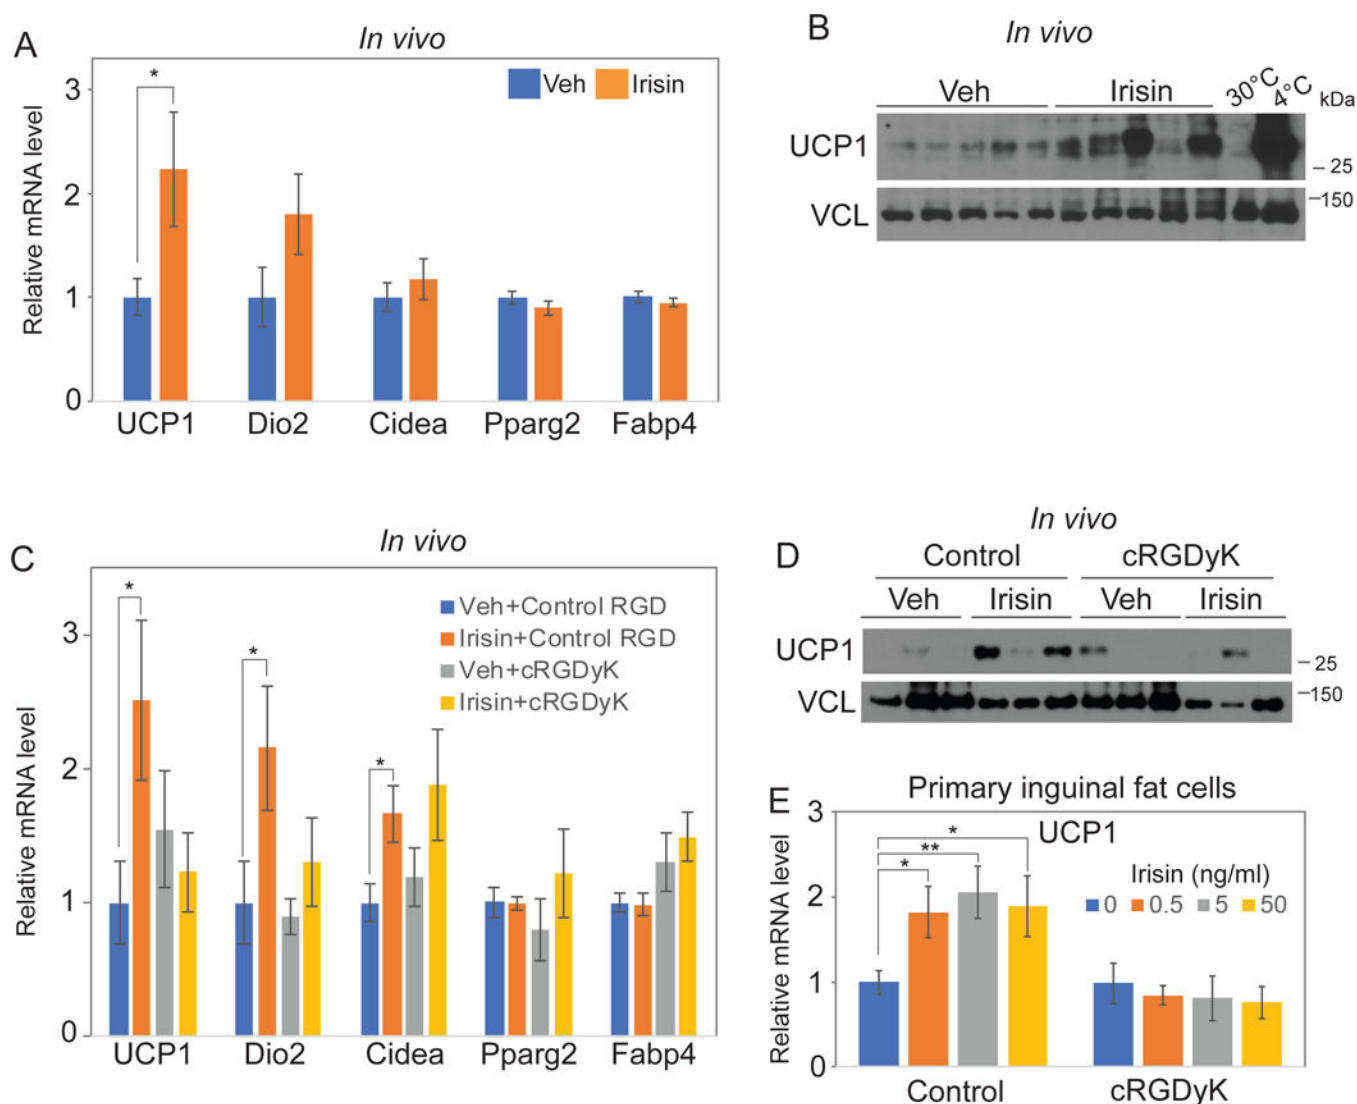 A
In vivo
Relative mRNA level
3
2
1
0
*
Veh
Irisin
UCP1
Dio2
Cidea
Pparg2
Fabp4
B
In vivo
Veh
Irisin
30°C
4°C
kDa
UCP1
25
VCL
150
C
In vivo
Relative mRNA level
3
2
1
0
*
*
*
Veh+Control RGD
Irisin+Control RGD
Veh+cRGDyK
Irisin+cRGDyK
UCP1
Dio2
Cidea
Pparg2
Fabp4
In vivo
D
Control
cRGDyK
Veh
Irisin
Veh
Irisin
UCP1
25
VCL
150
E
Primary inguinal fat cells
UCP1
Relative mRNA level
3
2
1
0
*
**
*
Irisin (ng/ml)
0
0.5
5
50
Control
cRGDyK